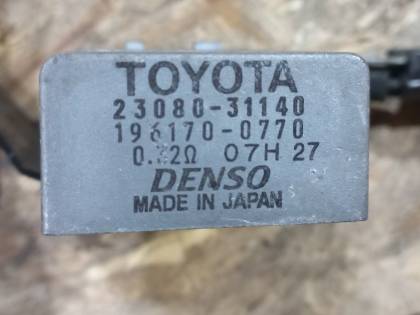 TOYOTA
23080-31140
196170-0770
07H 27
DENSO
MADE IN JAPAN